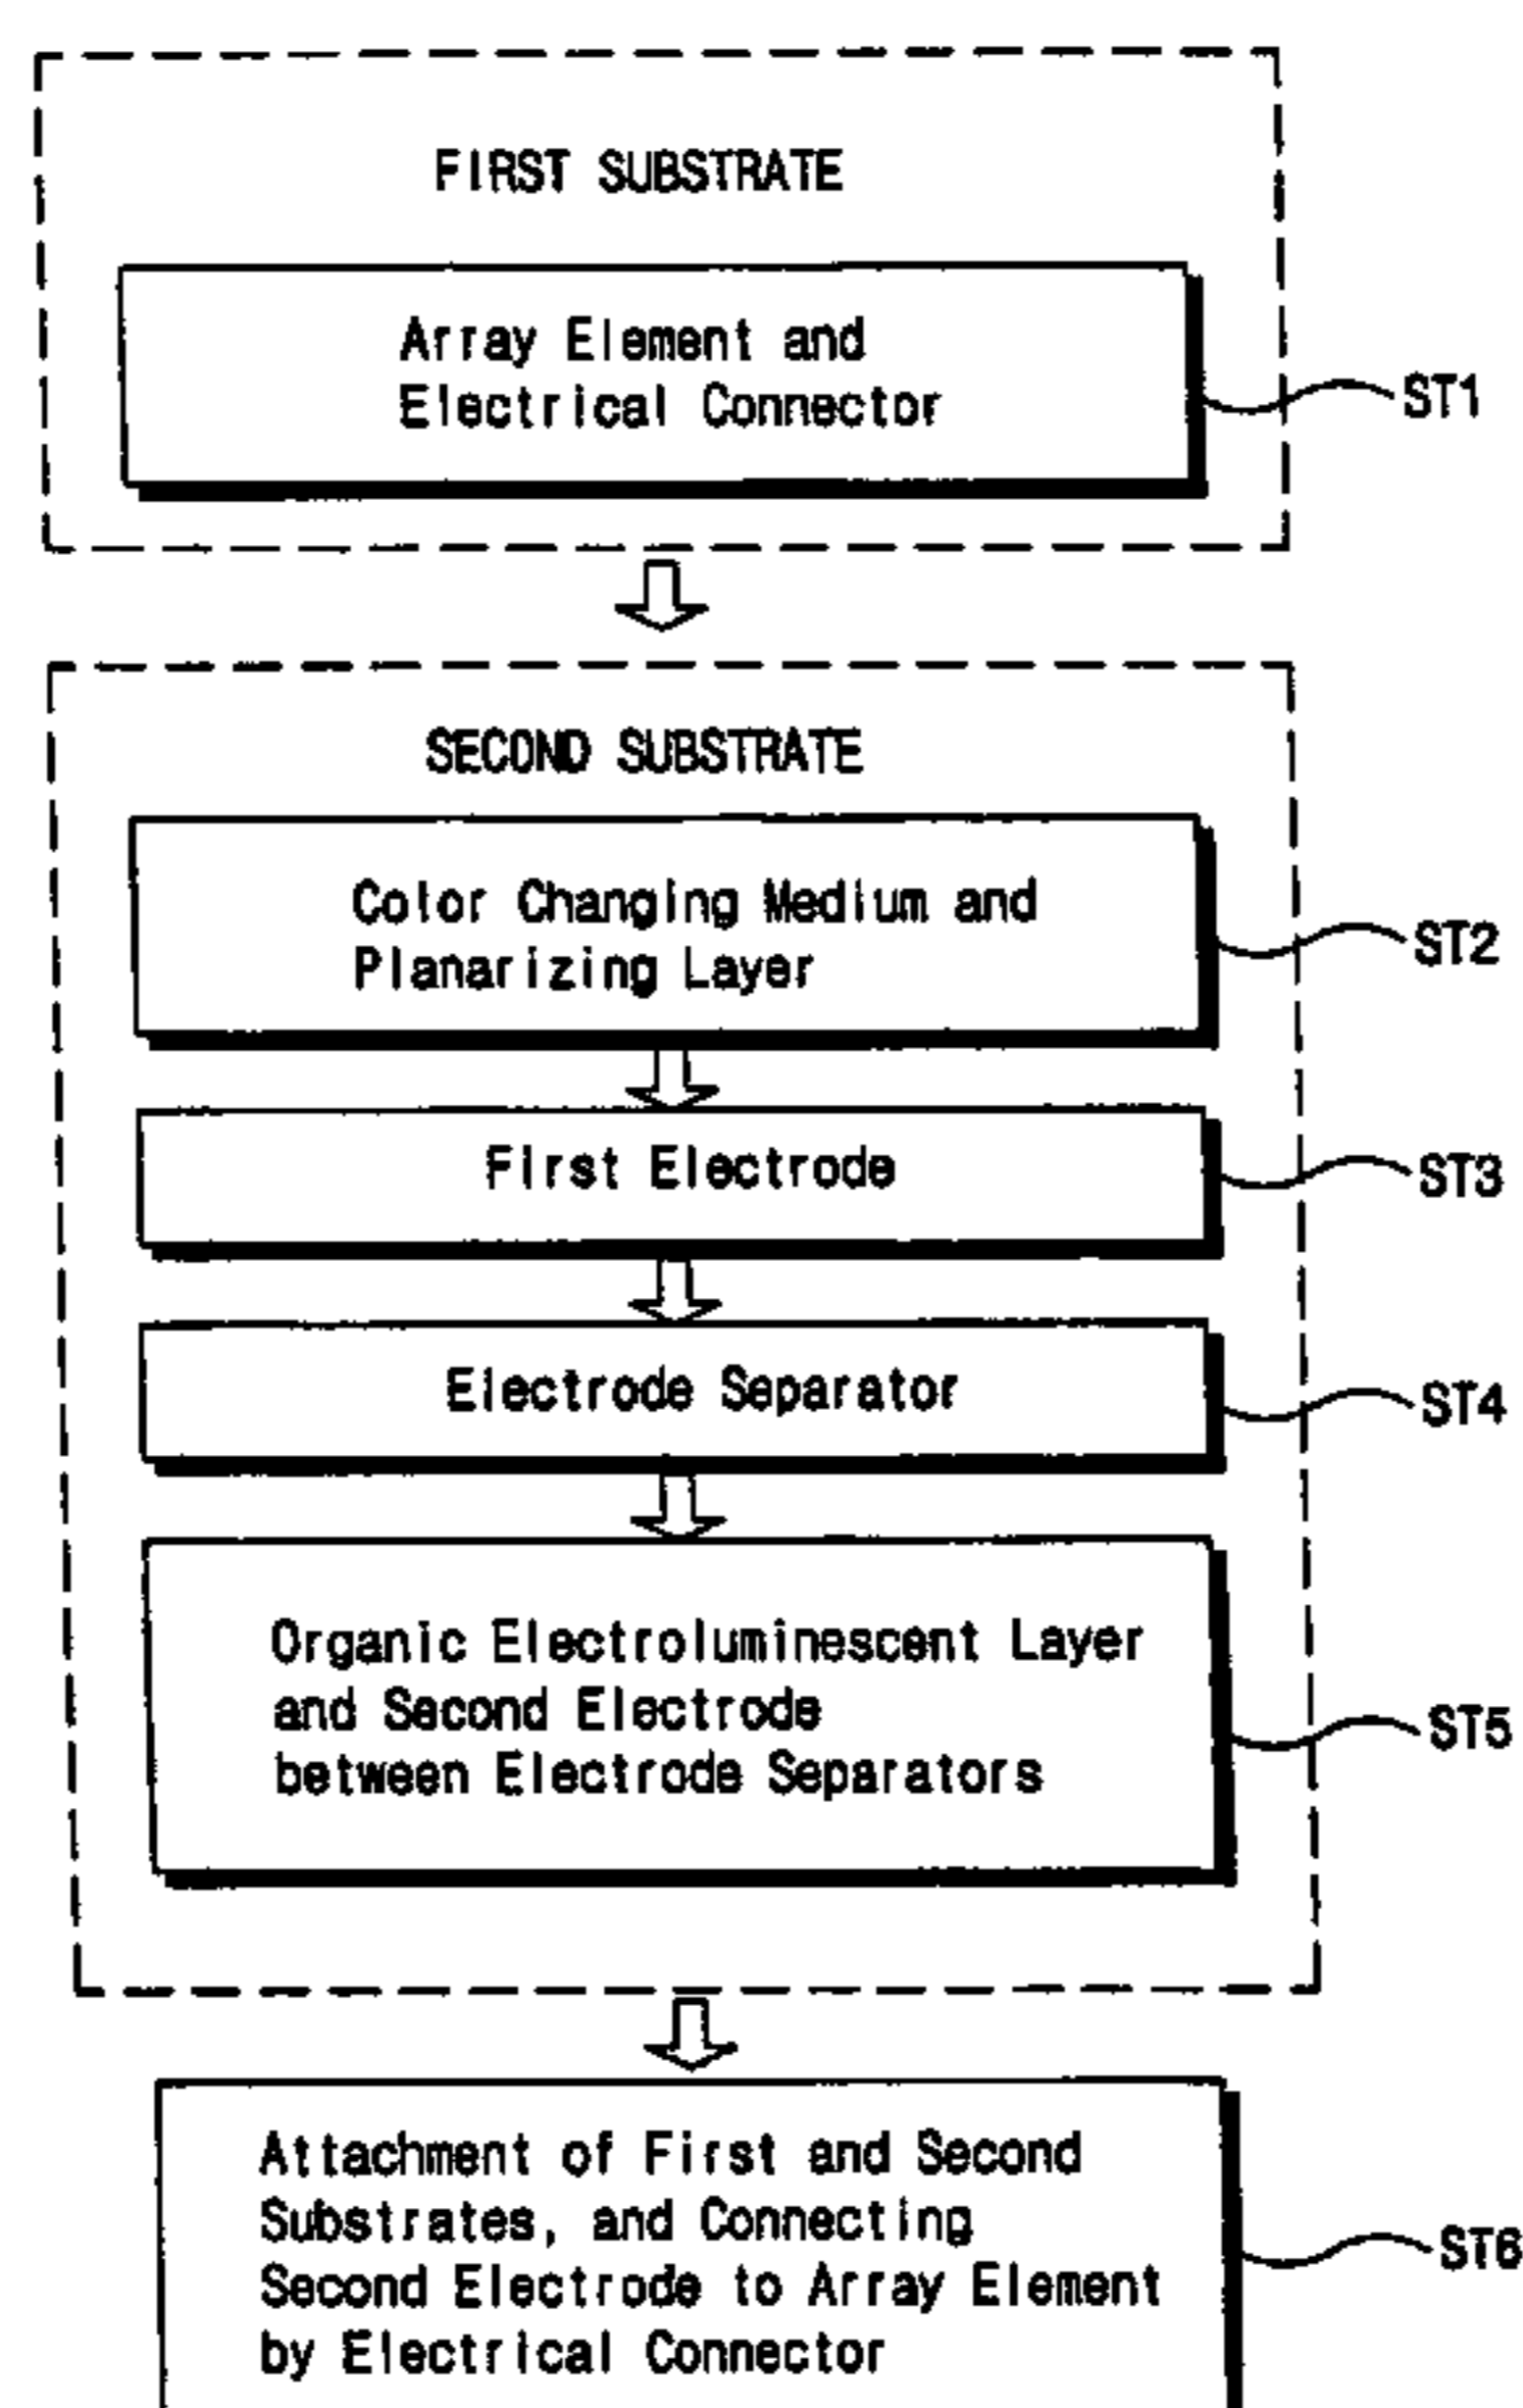 FIRST SUBSTRATE
Array Element and
Electrical Connector
ST1
SECOND SUBSTRATE
Color Changing Medium and
Planarizing Layer
ST2
First Electrode
ST3
Electrode Separator
ST4
Organic Electroluminescent Layer
and Second Electrode
between Electrode Separators
ST5
Attachment of First and Second
Substrates, and Connecting
Second Electrode to Array Element
by Electrical Connector
ST6